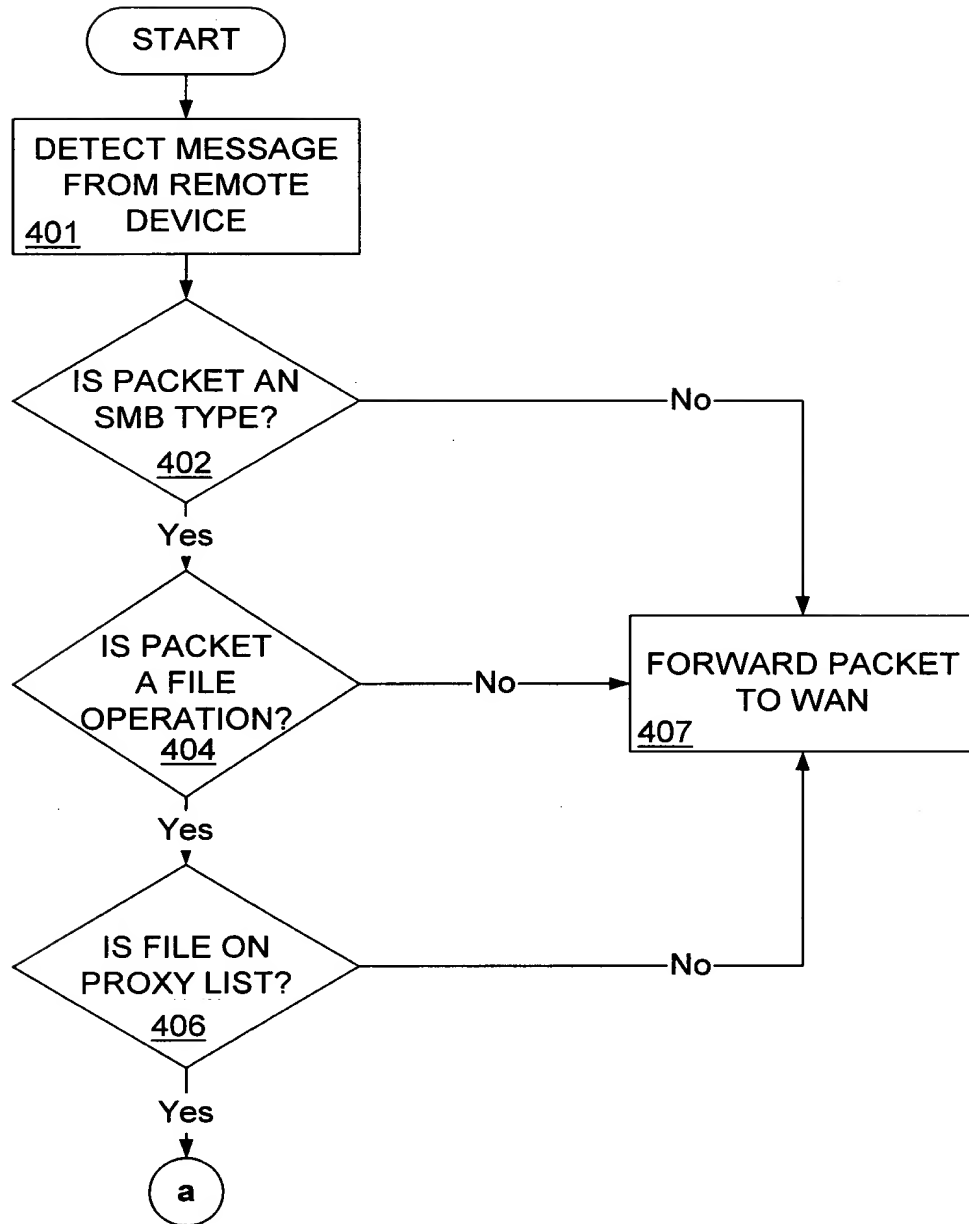 START
DETECT MESSAGE
FROM REMOTE
DEVICE
401
IS PACKET AN
SMB TYPE?
402
No
Yes
IS PACKET
A FILE
OPERATION?
404
No
FORWARD PACKET
TO WAN
407
Yes
IS FILE ON
PROXY LIST?
406
No
Yes
a